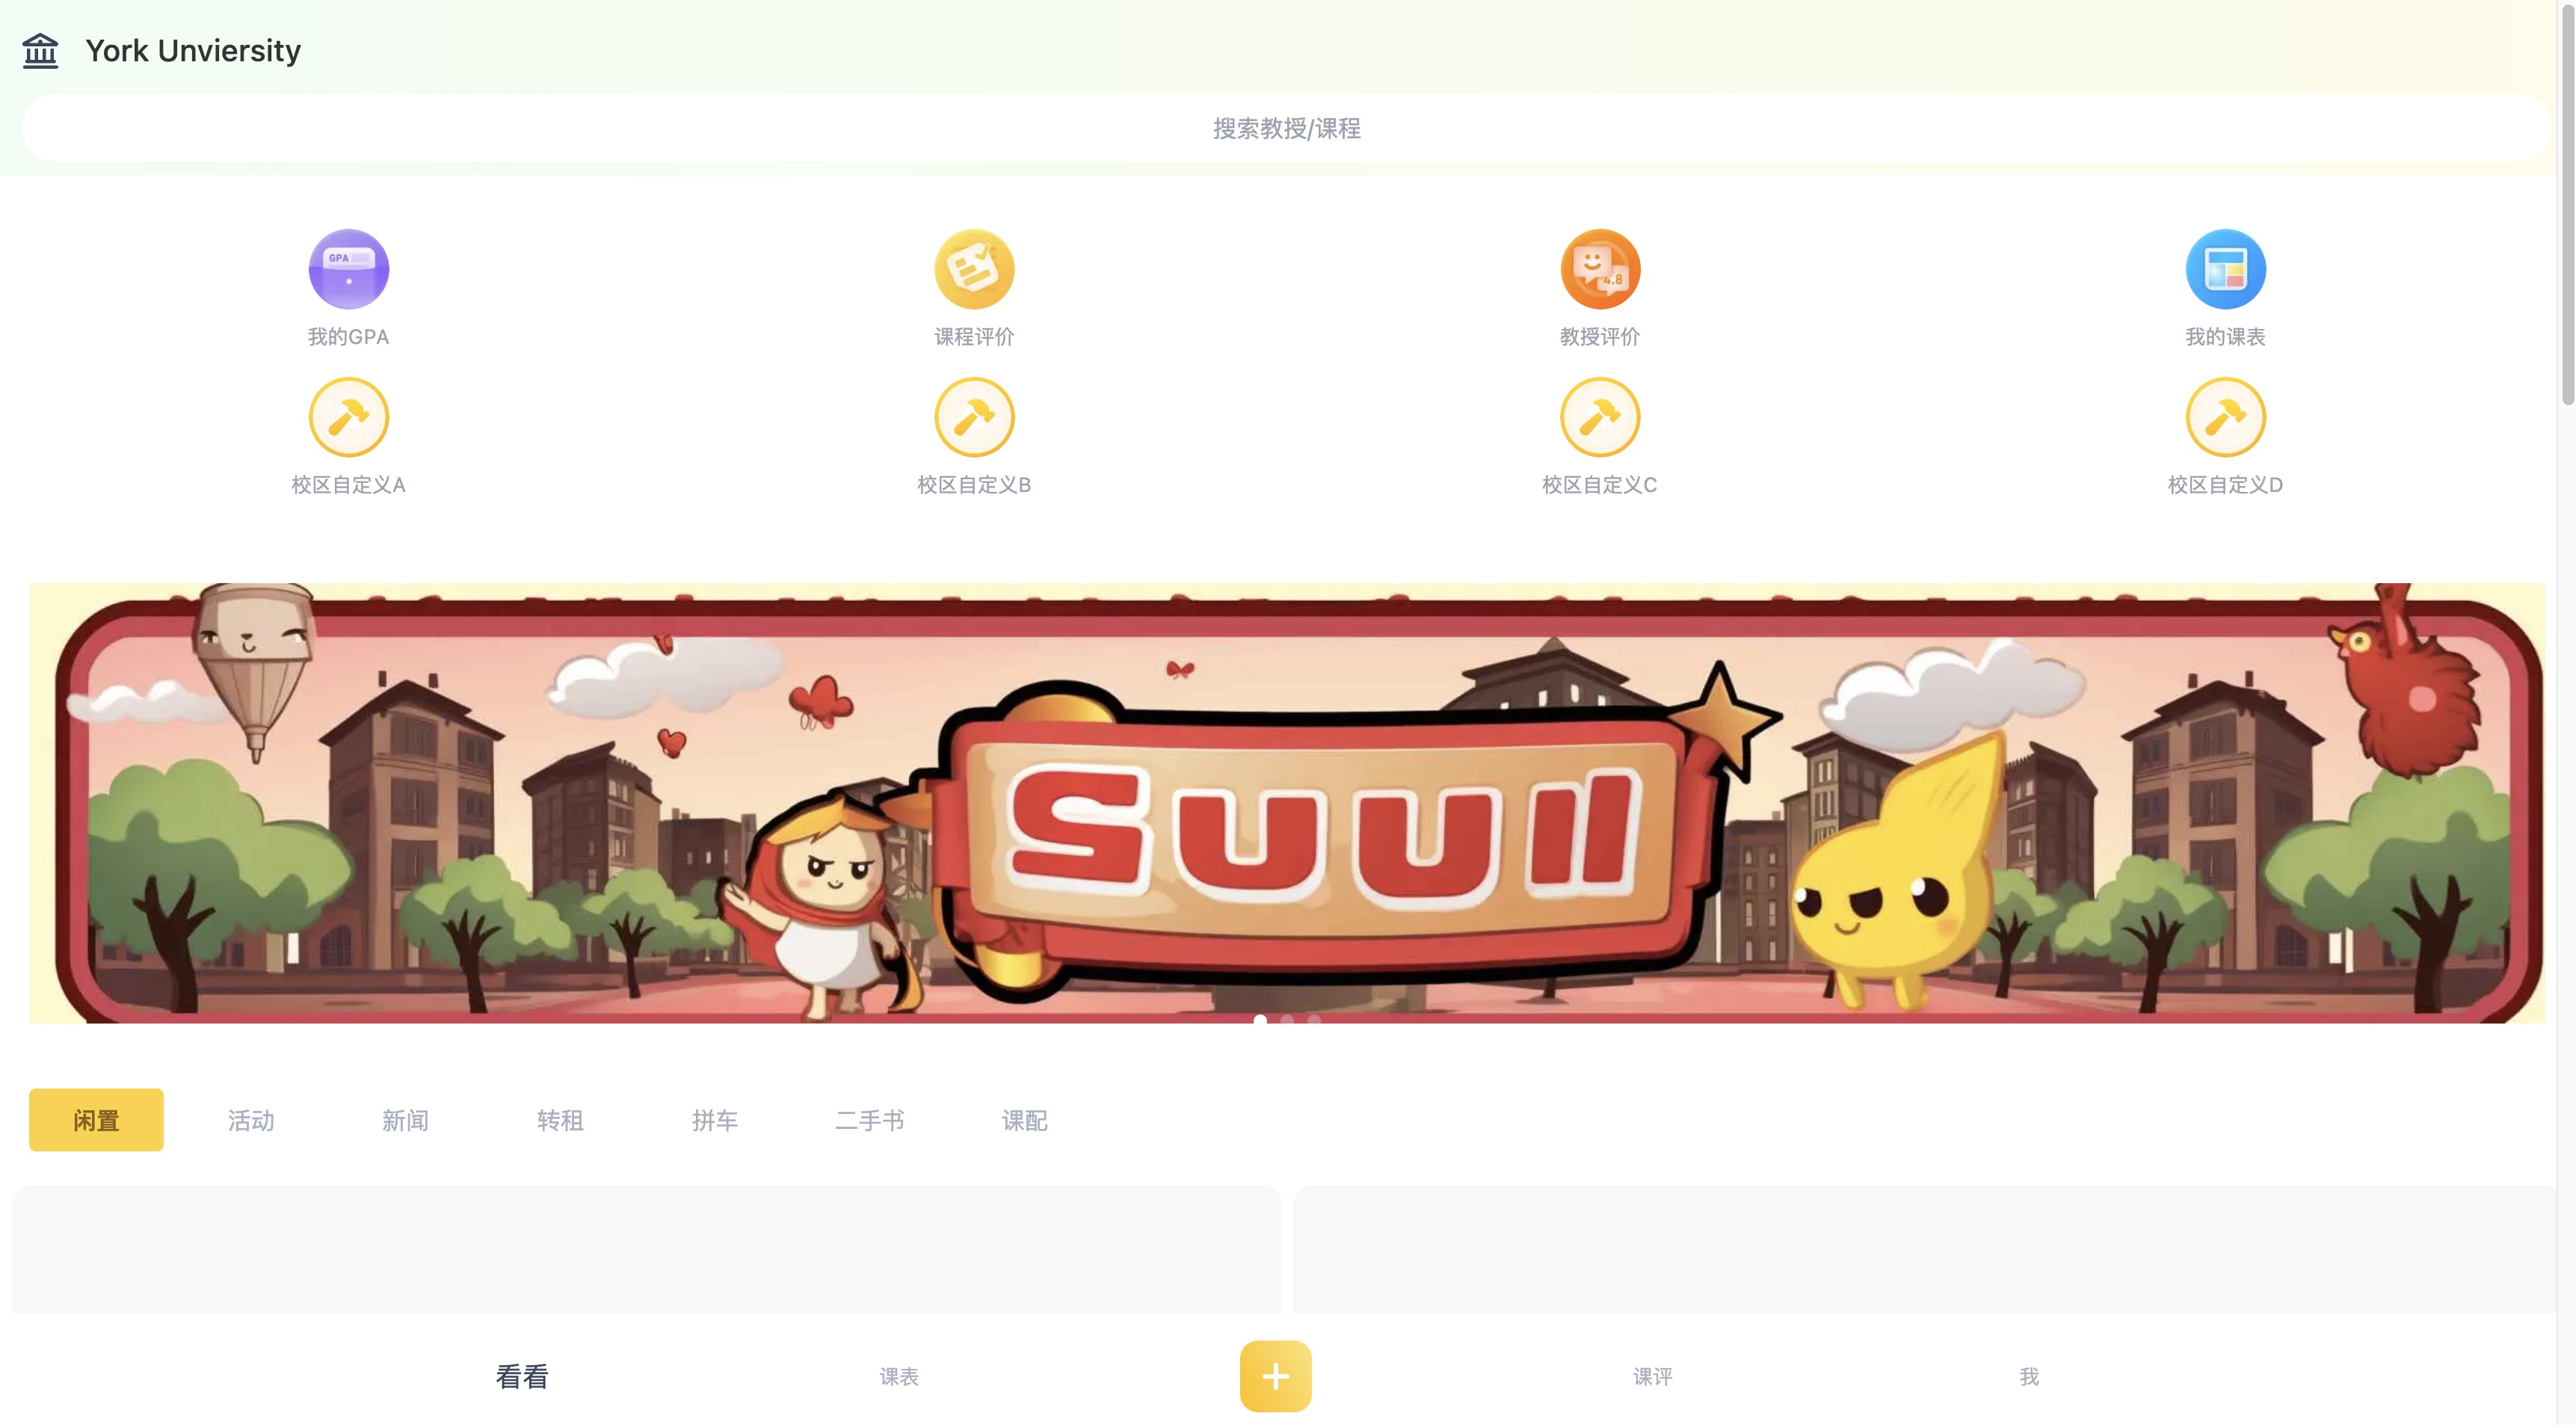 York Unviersity
搜索教授/课程
GPA
4.8
我的GPA
课程评价
教授评价
我的课表
校区自定义A
校区自定义B
校区自定义C
校区自定义D
Suul
闲置
活动
新闻
转租
拼车
二手书
课配
看看
课表
课评
我